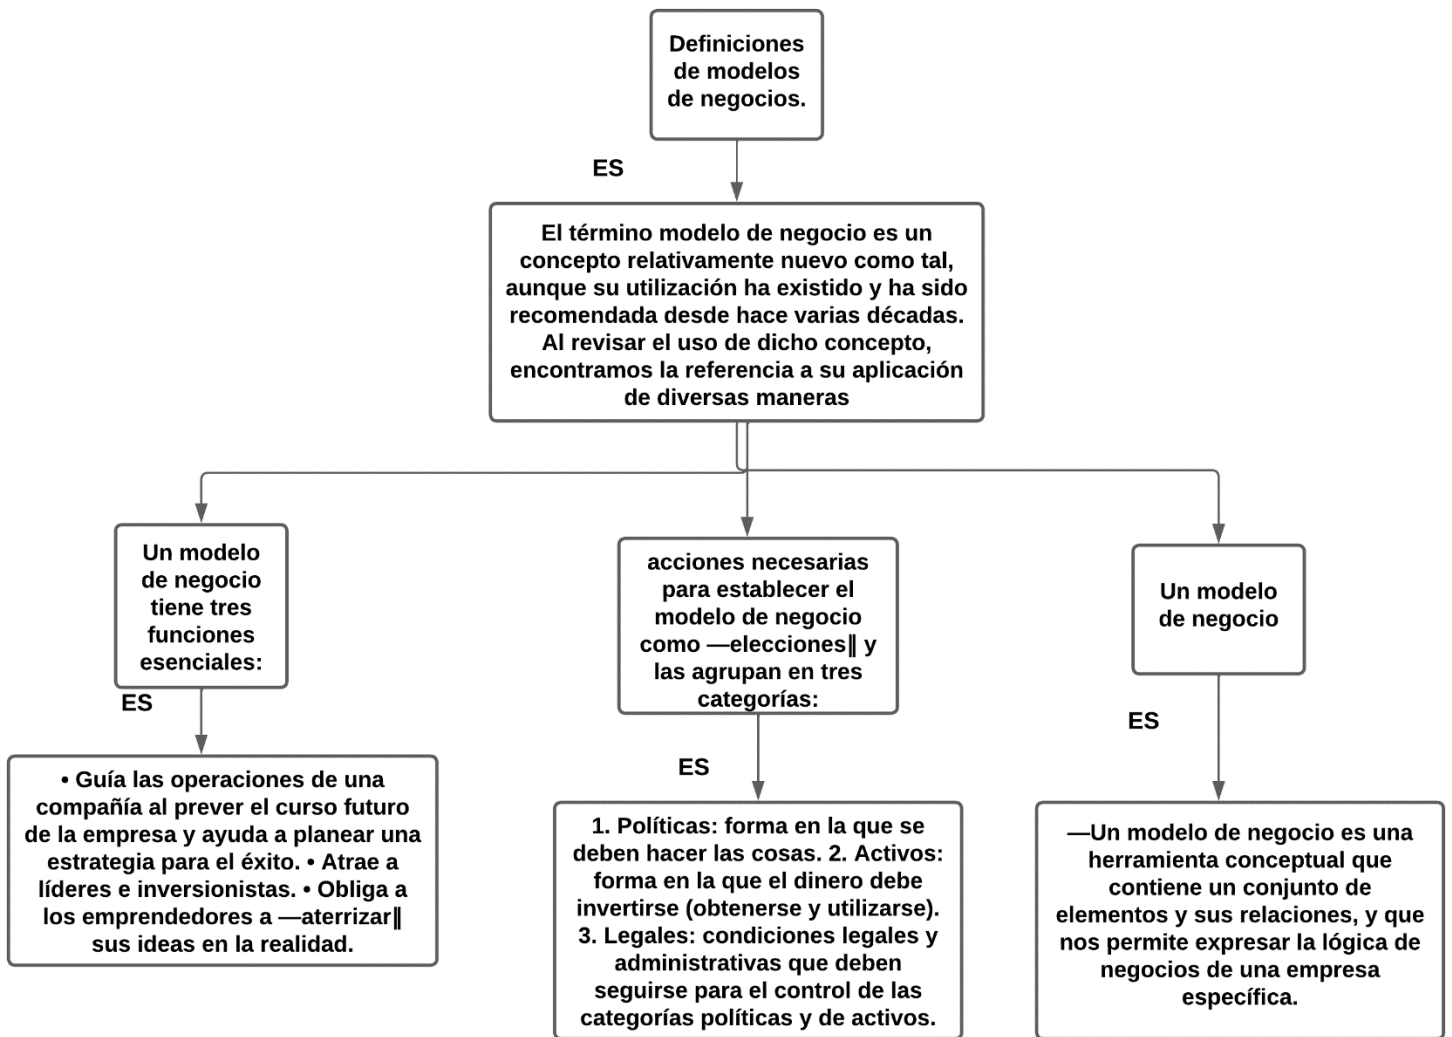 Definiciones
de modelos
de negocios.
ES
El término modelo de negocio es un
concepto relativamente nuevo como tal,
aunque su utilización ha existido y ha sido
recomendada desde hace varias décadas.
Al revisar el uso de dicho concepto,
encontramos la referencia a su aplicación
de diversas maneras
Un modelo
de negocio
tiene tres
funciones
esenciales:
ES
• Guía las operaciones de una
compañía al prever el curso futuro
de la empresa y ayuda a planear una
estrategia para el éxito. • Atrae a
líderes e inversionistas. • Obliga a
los emprendedores a ―aterrizar‖
sus ideas en la realidad.
acciones necesarias
para establecer el
modelo de negocio
como ―elecciones‖ y
las agrupan en tres
categorías:
ES
1. Políticas: forma en la que se
deben hacer las cosas. 2. Activos:
forma en la que el dinero debe
invertirse (obtenerse y utilizarse).
3. Legales: condiciones legales y
administrativas que deben
seguirse para el control de las
categorías políticas y de activos.
Un modelo
de negocio
ES
―Un modelo de negocio es una
herramienta conceptual que
contiene un conjunto de
elementos y sus relaciones, y que
nos permite expresar la lógica de
negocios de una empresa
específica.